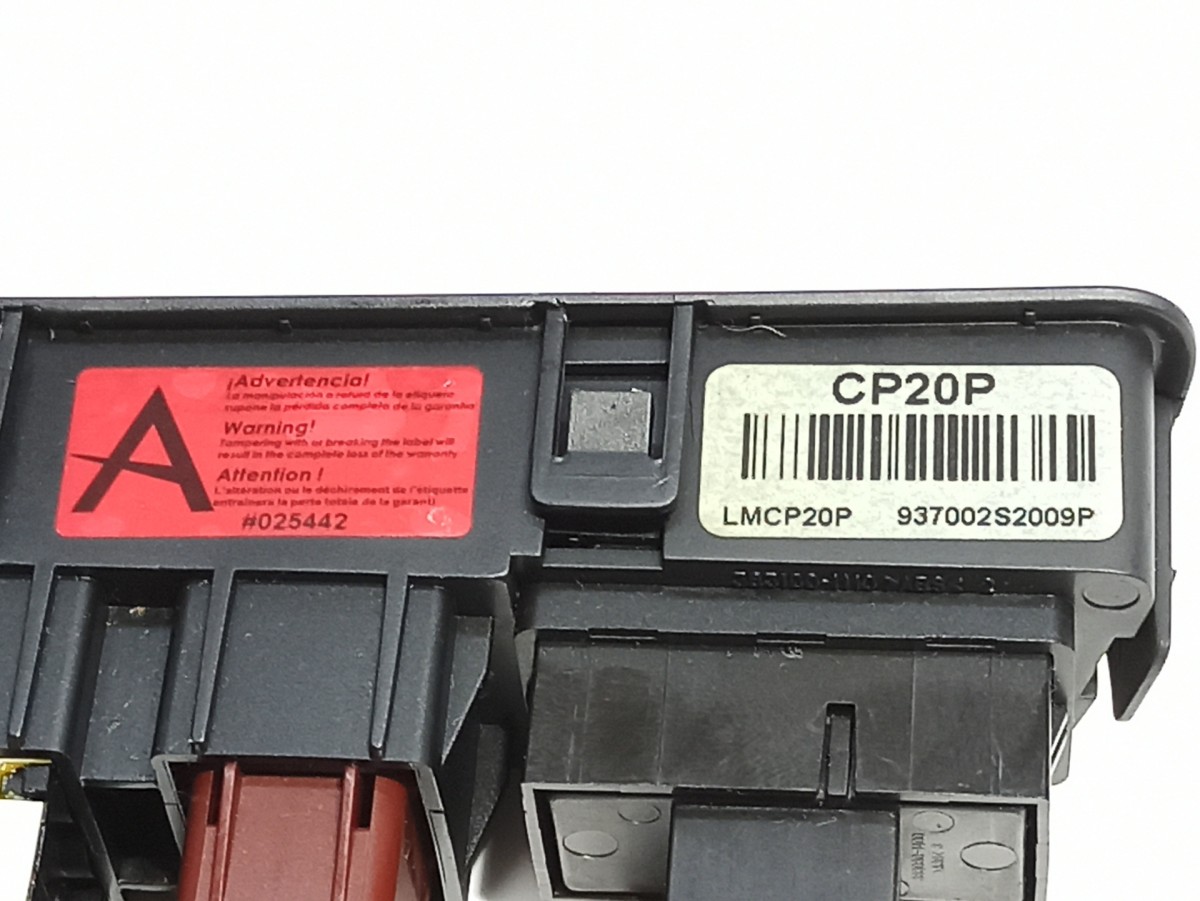 A
¡Advertencia!
La manipulación o rotura de la etiqueta
supone la pérdida completa de la garantía
Warning!
Tampering with or breaking the label will
result in the complete loss of the warranty
Attention !
L'altération ou le déchirement de l'étiquette
entraînera la perte totale de la garanti
#025442
CP20P
LMCP20P 937002S2009P